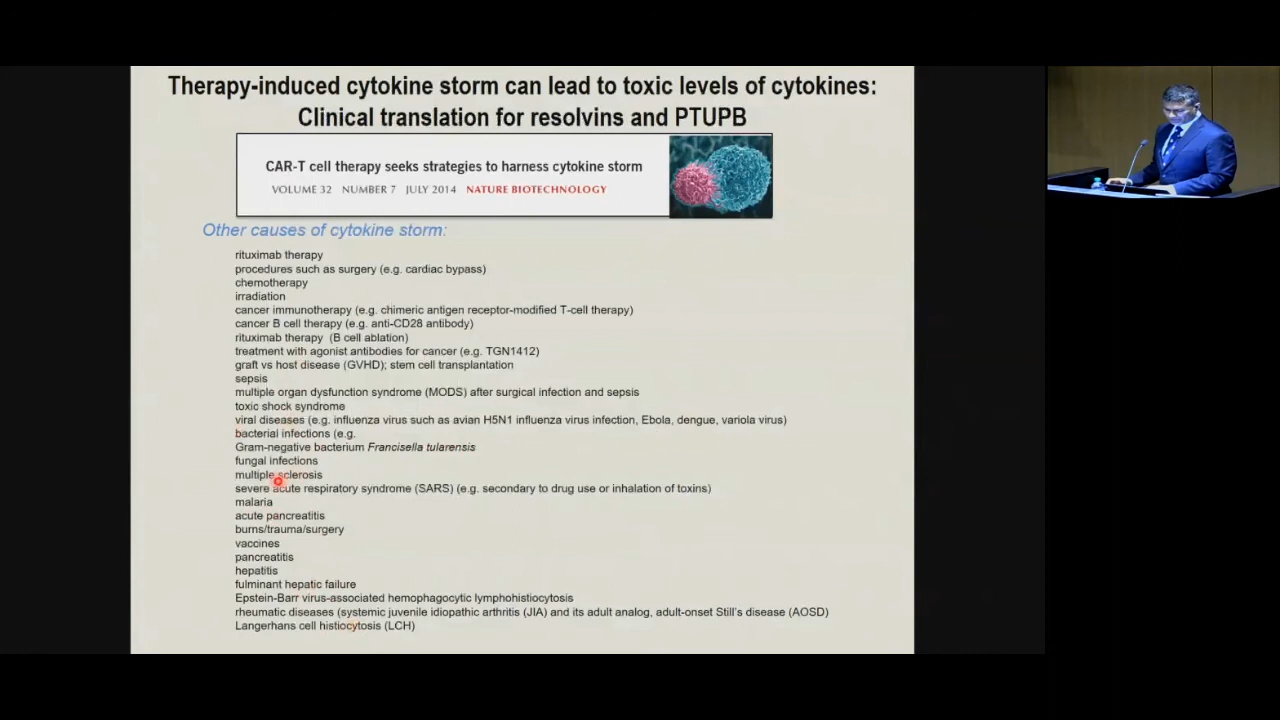 Therapy-induced cytokine storm can lead to toxic levels of cytokines:
Clinical translation for resolvins and PTUPB
CAR-T cell therapy seeks strategies to harness cytokine storm
VOLUME 32 NUMBER 7 JULY 2014 NATURE BIOTECHNOLOGY
Other causes of cytokine storm:
rituximab therapy
procedures such as surgery (e.g. cardiac bypass)
chemotherapy
irradiation
cancer immunotherapy (e.g. chimeric antigen receptor-modified T-cell therapy)
cancer B cell therapy (e.g. anti-CD28 antibody)
rituximab therapy (B cell ablation)
treatment with agonist antibodies for cancer (e.g. TGN1412)
graft vs host disease (GVHD); stem cell transplantation
sepsis
multiple organ dysfunction syndrome (MODS) after surgical infection and sepsis
toxic shock syndrome
viral diseases (e.g. influenza virus such as avian H5N1 influenza virus infection, Ebola, dengue, variola virus)
bacterial infections (e.g.
Gram-negative bacterium Francisella tularensis
fungal infections
multiple sclerosis
severe acute respiratory syndrome (SARS) (e.g. secondary to drug use or inhalation of toxins)
malaria
acute pancreatitis
burns/trauma/surgery
vaccines
pancreatitis
hepatitis
fulminant hepatic failure
Epstein-Barr virus-associated hemophagocytic lymphohistiocytosis
rheumatic diseases (systemic juvenile idiopathic arthritis (JIA) and its adult analog, adult-onset Still's disease (AOSD)
Langerhans cell histiocytosis (LCH)